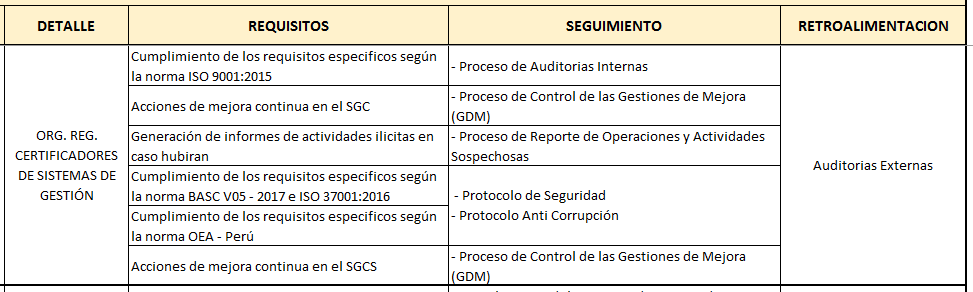 DETALLE REQUISITOS SEGUIMIENTO RETROALIMENTACION
ORG. REG.
CERTIFICADORES
DE SISTEMAS DE
GESTIÓN
Cumplimiento de los requisitos especificos según
la norma ISO 9001:2015
- Proceso de Auditorias Internas
Acciones de mejora continua en el SGC
- Proceso de Control de las Gestiones de Mejora
(GDM)
Generación de informes de actividades ilicitas en
caso hubiran
- Proceso de Reporte de Operaciones y Actividades
Sospechosas
Cumplimiento de los requisitos especificos según
la norma BASC V05 - 2017 e ISO 37001:2016
- Protocolo de Seguridad
- Protocolo Anti Corrupción
Cumplimiento de los requisitos especificos según
la norma OEA - Perú
Acciones de mejora continua en el SGCS
- Proceso de Control de las Gestiones de Mejora
(GDM)
Auditorias Externas